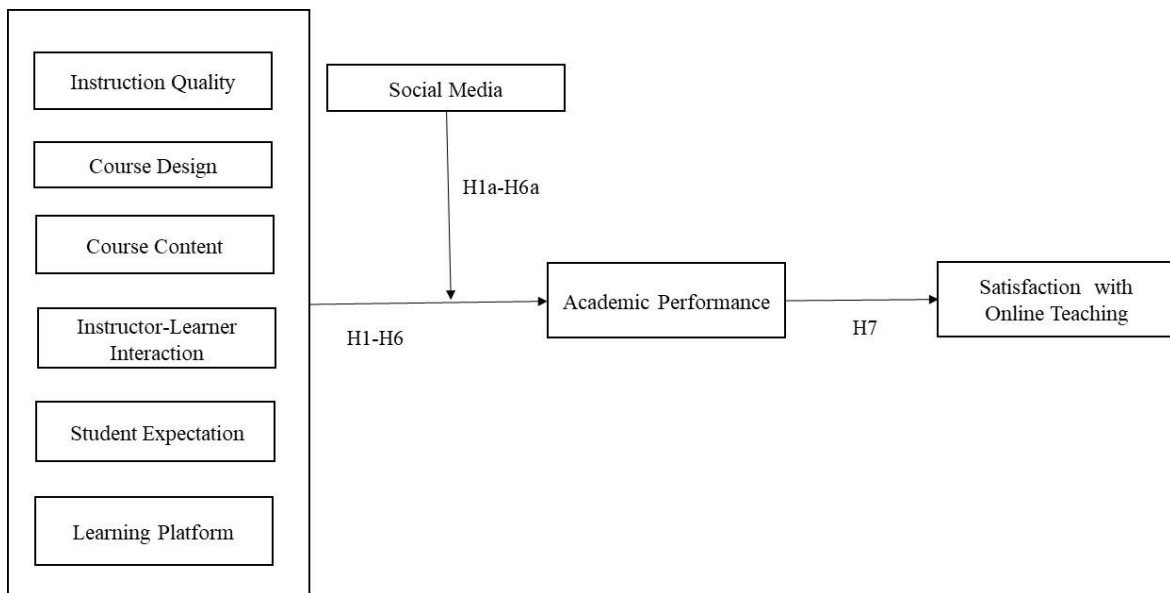 Instruction Quality
Course Design
Course Content
Instructor-Learner
Interaction
Student Expectation
Learning Platform
Social Media
H1a-H6a
H1-H6
Academic Performance
H7
Satisfaction with
Online Teaching